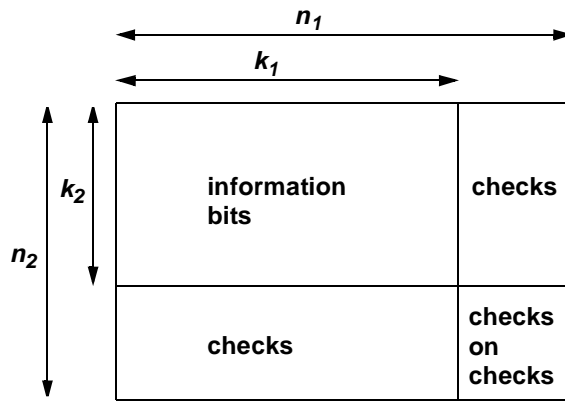 n1
k1
k2
n2
information
bits
checks
checks
checks
on
checks